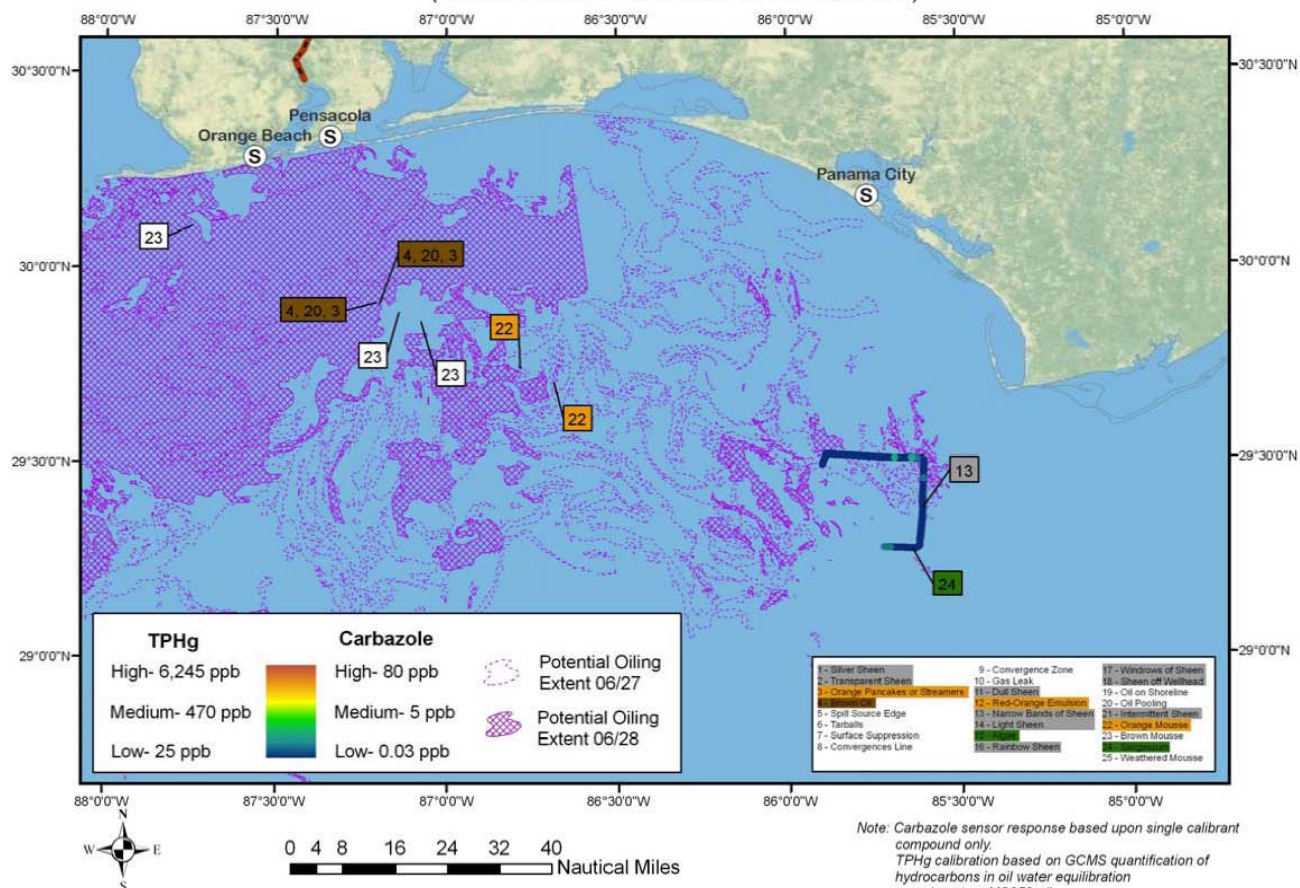 88°0'0"W 87°30'0"W 87°0'0"W 86°30'0"W 86°0'0"W 85°30'0"W 85°0'0"W
30°30'0"N 30°30'0"N
Pensacola
S
Orange Beach
S
Panama City
S
23
4, 20, 3
30°0'0"N 30°0'0"N
4, 20, 3
22
23
23
22
29°30'0"N 29°30'0"N
13
24
29°0'0"N 29°0'0"N
TPHg Carbazole
High- 6,245 ppb High- 80 ppb
Medium- 470 ppb Medium- 5 ppb
Low- 25 ppb Low- 0.03 ppb
Potential Oiling
Extent 06/27
Potential Oiling
Extent 06/28
1 - Silver Sheen
2 - Transparent Sheen
3 - Orange Pancakes or Streamers
4 - Brown Oil
5 - Spill Source Edge
6 - Tarballs
7 - Surface Suppression
8 - Convergences Line
9 - Convergence Zone
10 - Gas Leak
11 - Dull Sheen
12 - Red-Orange Emulsion
13 - Narrow Bands of Sheen
14 - Light Sheen
15 - Algae
16 - Rainbow Sheen
17 - Windrows of Sheen
18 - Sheen off Wellhead
19 - Oil on Shoreline
20 - Oil Pooling
21 - Intermittent Sheen
22 - Orange Mousse
23 - Brown Mousse
24 - Sargassum
25 - Weathered Mousse
88°0'0"W 87°30'0"W 87°0'0"W 86°30'0"W 86°0'0"W 85°30'0"W 85°0'0"W
N
W E
S
0 4 8 16 24 32 40
Nautical Miles
Note: Carbazole sensor response based upon single calibrant
compound only.
TPHg calibration based on GCMS quantification of
hydrocarbons in oil water equilibration